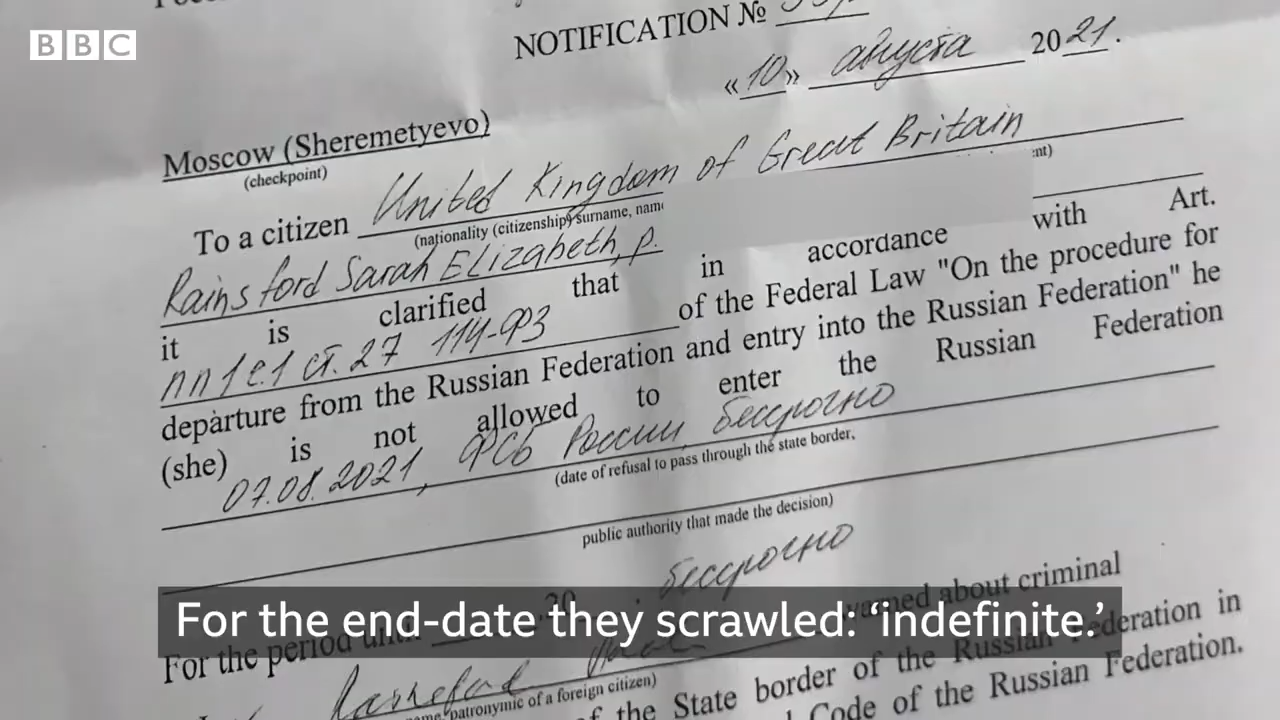 BBC
NOTIFICATION №
«10» августа 2021.
Moscow (Sheremetyevo)
(checkpoint)
To a citizen United Kingdom of Great Britain
(nationality (citizenship) surname, name
Rainsford Sarah Elizabeth, р.
it is clarified that in accordance with Art.
пп1 ч.1 ст. 27 114-ФЗ of the Federal Law "On the procedure for
departure from the Russian Federation and entry into the Russian Federation" he
(she) is not allowed to enter the Russian Federation
07.08.2021, ФСБ России, бессрочно
(date of refusal to pass through the state border,
public authority that made the decision)
For the period until 20 . бессрочно
warned about criminal
patronymic of a foreign citizen)
of the State border of the Russian Federation in
Code of the Russian Federation.
For the end-date they scrawled: ‘indefinite.’